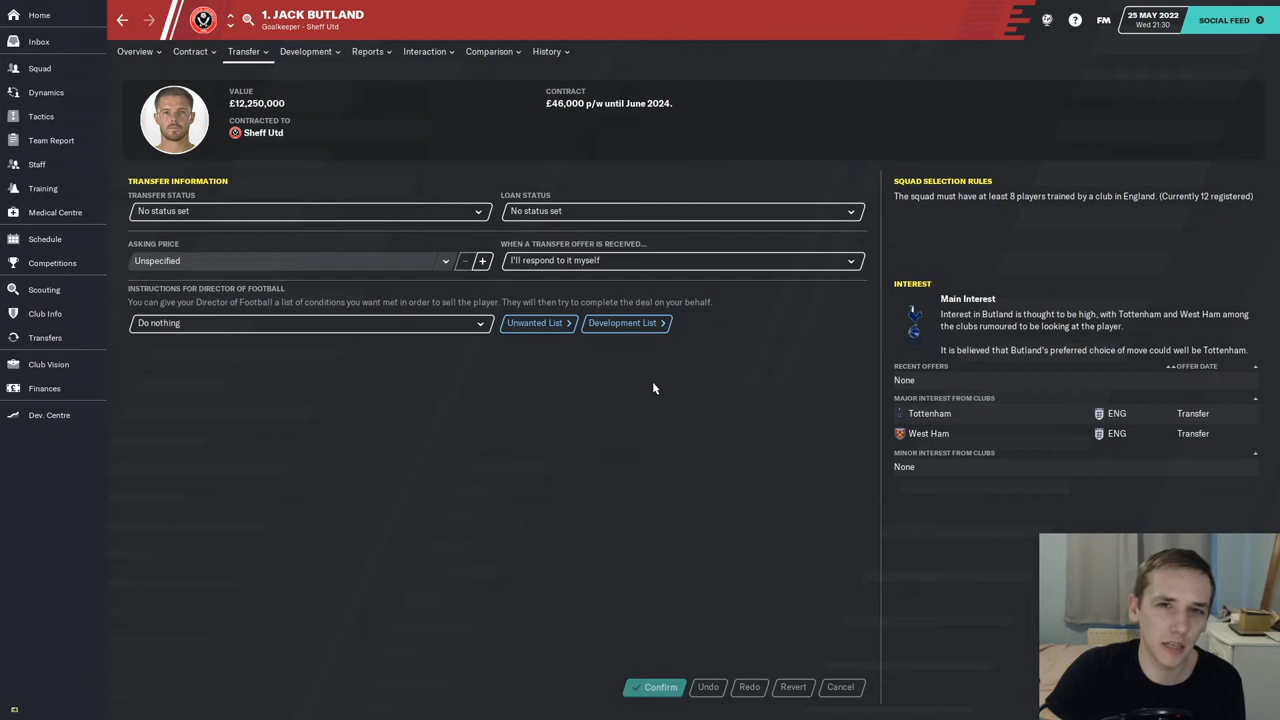 1. JACK BUTLAND
Goalkeeper - Sheff Utd
FM
25 MAY 2022
Wed 21:30
SOCIAL FEED
Home
Inbox
Squad
Dynamics
Tactics
Team Report
Staff
Training
Medical Centre
Schedule
Competitions
Scouting
Club Info
Transfers
Club Vision
Finances
Dev. Centre
Overview
Contract
Transfer
Development
Reports
Interaction
Comparison
History
VALUE
£12,250,000
CONTRACTED TO
Sheff Utd
CONTRACT
£46,000 p/w until June 2024.
TRANSFER INFORMATION
TRANSFER STATUS
No status set
LOAN STATUS
No status set
ASKING PRICE
Unspecified
WHEN A TRANSFER OFFER IS RECEIVED...
I'll respond to it myself
INSTRUCTIONS FOR DIRECTOR OF FOOTBALL
You can give your Director of Football a list of conditions you want met in order to sell the player. They will then try to complete the deal on your behalf.
Do nothing
Unwanted List
Development List
SQUAD SELECTION RULES
The squad must have at least 8 players trained by a club in England. (Currently 12 registered)
INTEREST
Main Interest
Interest in Butland is thought to be high, with Tottenham and West Ham among
the clubs rumoured to be looking at the player.
It is believed that Butland's preferred choice of move could well be Tottenham.
RECENT OFFERS OFFER DATE
None
MAJOR INTEREST FROM CLUBS
Tottenham ENG Transfer
West Ham ENG Transfer
MINOR INTEREST FROM CLUBS
None
Confirm
Undo
Redo
Revert
Cancel